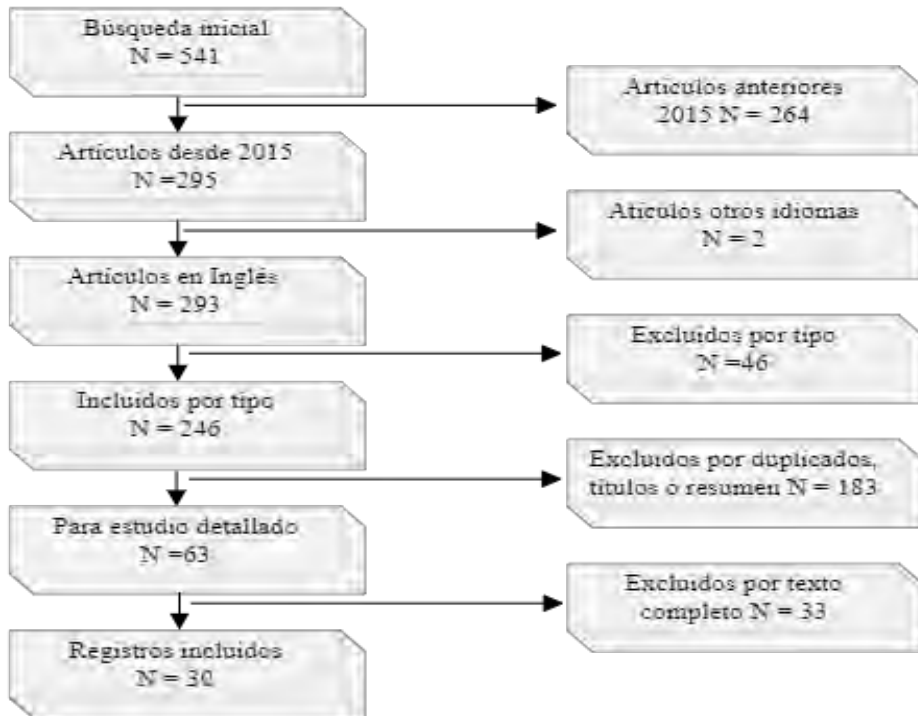 Búsqueda inicial
N = 541
Artículos anteriores
2015 N = 264
Artículos desde 2015
N =295
Atículos otros idiomas
N = 2
Artículos en Inglés
N = 293
Excluidos por tipo
N =46
Incluidos por tipo
N = 246
Excluidos por duplicados,
títulos o resumen N = 183
Para estudio detallado
N =63
Excluidos por texto
completo N = 33
Registros incluidos
N = 30